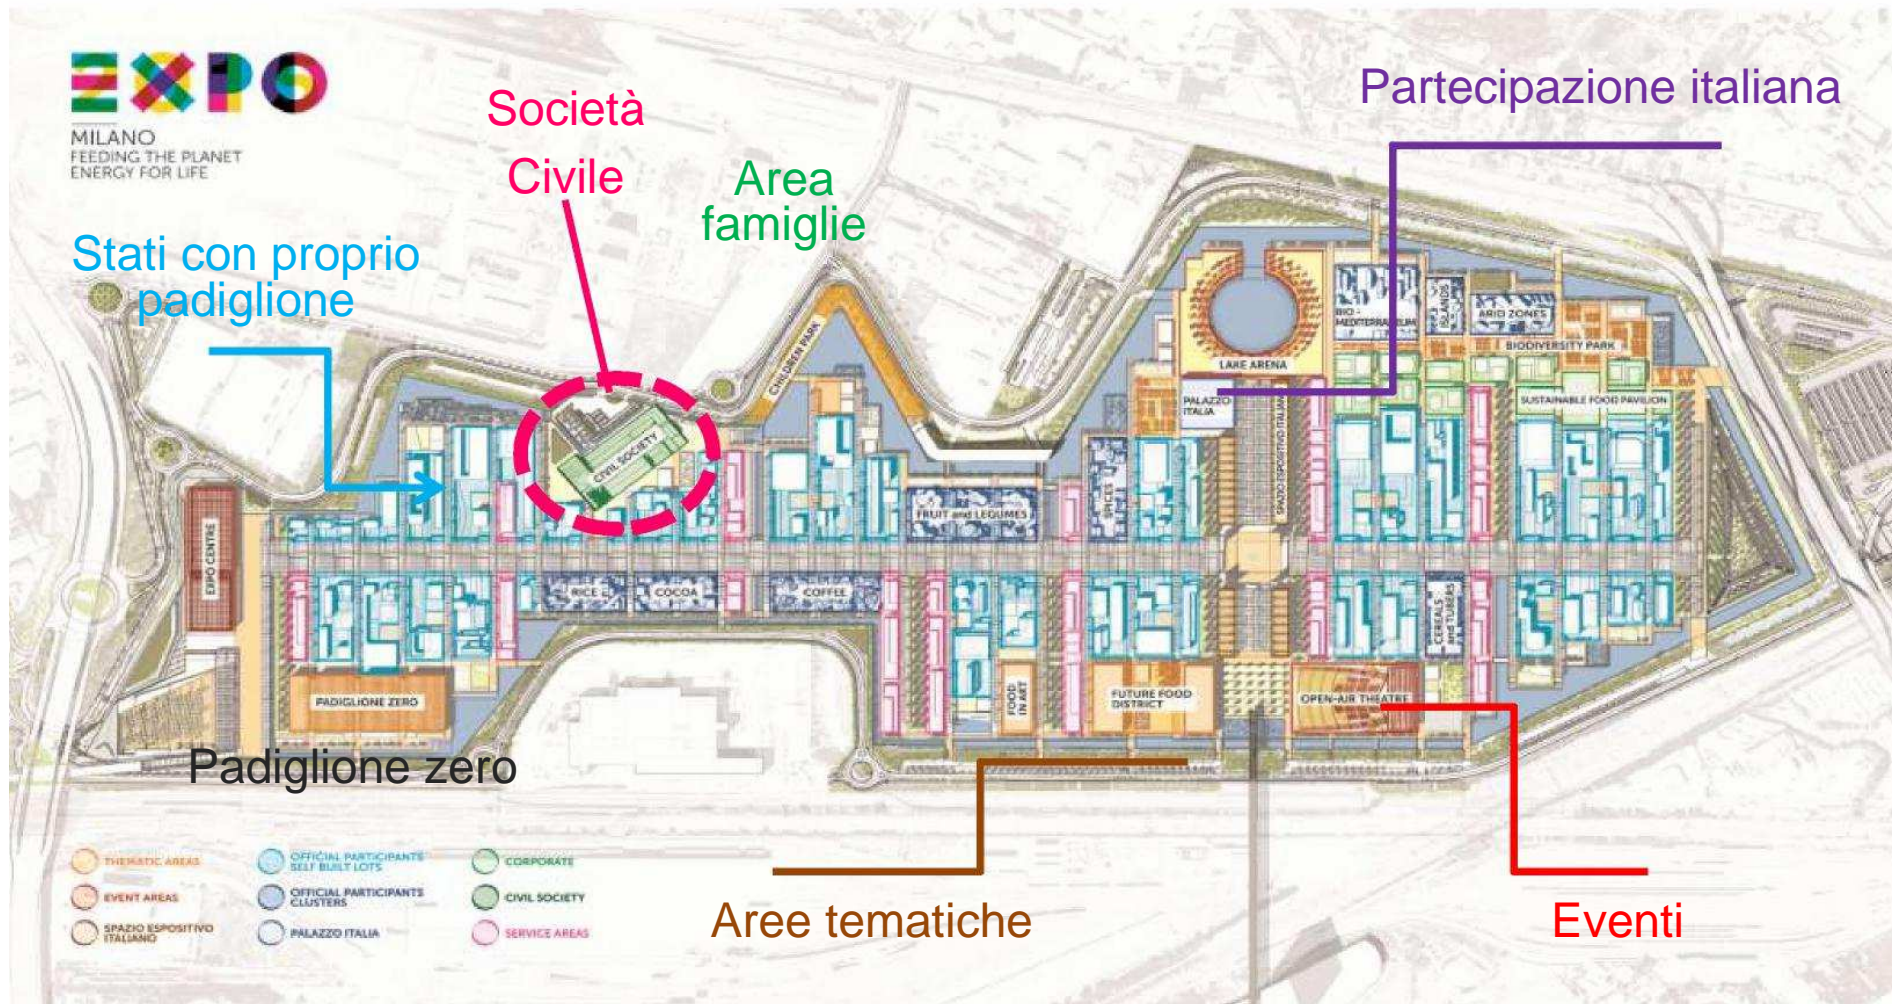 EXPO
MILANO
FEEDING THE PLANET
ENERGY FOR LIFE
Società
Civile
Area
famiglie
Partecipazione italiana
Stati con proprio
padiglione
CHILDREN PARK
LAKE ARENA
BIO -
MEDITERRANEUM
ISLANDS
ARID ZONES
BIODIVERSITY PARK
PALAZZO
ITALIA
SPAZIO ESPOSITIVO ITALIANO
SUSTAINABLE FOOD PAVILION
CIVIL SOCIETY
EXPO CENTRE
FRUIT and LEGUMES
SPICES
RICE
COCOA
COFFEE
CEREALS
and TUBERS
PADIGLIONE ZERO
FOOD
IN ART
FUTURE FOOD
DISTRICT
OPEN-AIR THEATRE
Padiglione zero
THEMATIC AREAS
EVENT AREAS
SPAZIO ESPOSITIVO
ITALIANO
OFFICIAL PARTICIPANTS
SELF BUILT LOTS
OFFICIAL PARTICIPANTS
CLUSTERS
PALAZZO ITALIA
CORPORATE
CIVIL SOCIETY
SERVICE AREAS
Aree tematiche
Eventi